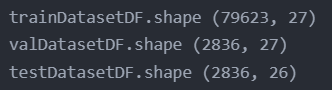 trainDatasetDF.shape (79623, 27)
valDatasetDF.shape (2836, 27)
testDatasetDF.shape (2836, 26)